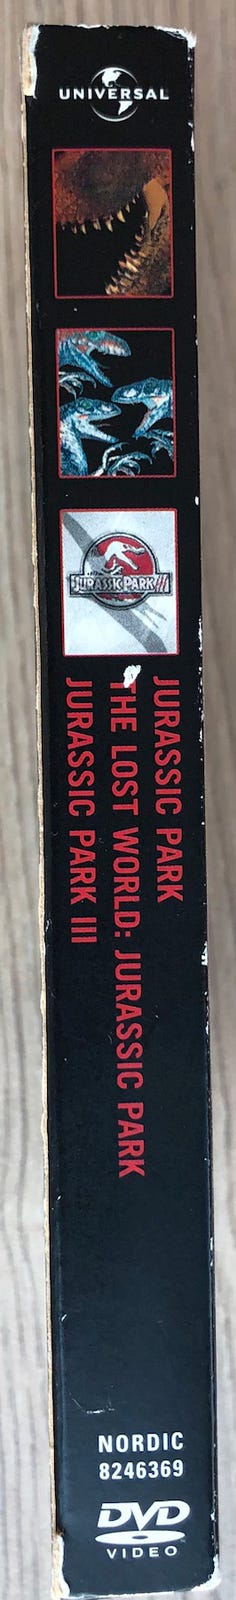 UNIVERSAL
JURASSIC PARK III
JURASSIC PARK
THE LOST WORLD: JURASSIC PARK
JURASSIC PARK III
NORDIC
8246369
DVD
VIDEO